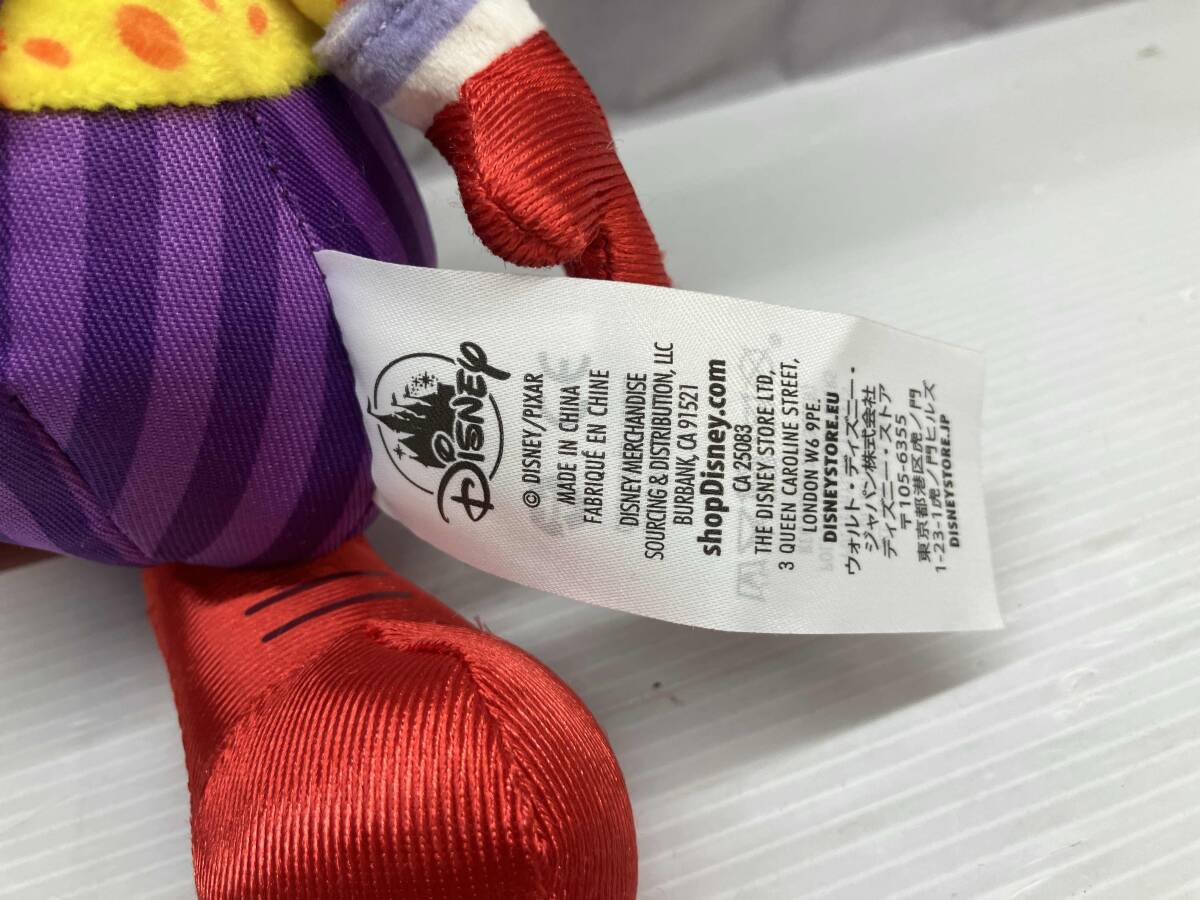 DISNEY
© DISNEY/PIXAR
MADE IN CHINA
FABRIQUÉ EN CHINE
DISNEY MERCHANDISE
SOURCING & DISTRIBUTION, LLC
BURBANK, CA 91521
shopDisney.com
CA 25083
THE DISNEY STORE LTD,
3 QUEEN CAROLINE STREET,
LONDON W6 9PE.
DISNEYSTORE.EU
ウォルト・ディズニー・
ジャパン株式会社
ディズニー・ストア
〒105-6355
東京都港区虎ノ門
1-23-1虎ノ門ヒルズ
DISNEYSTORE.JP